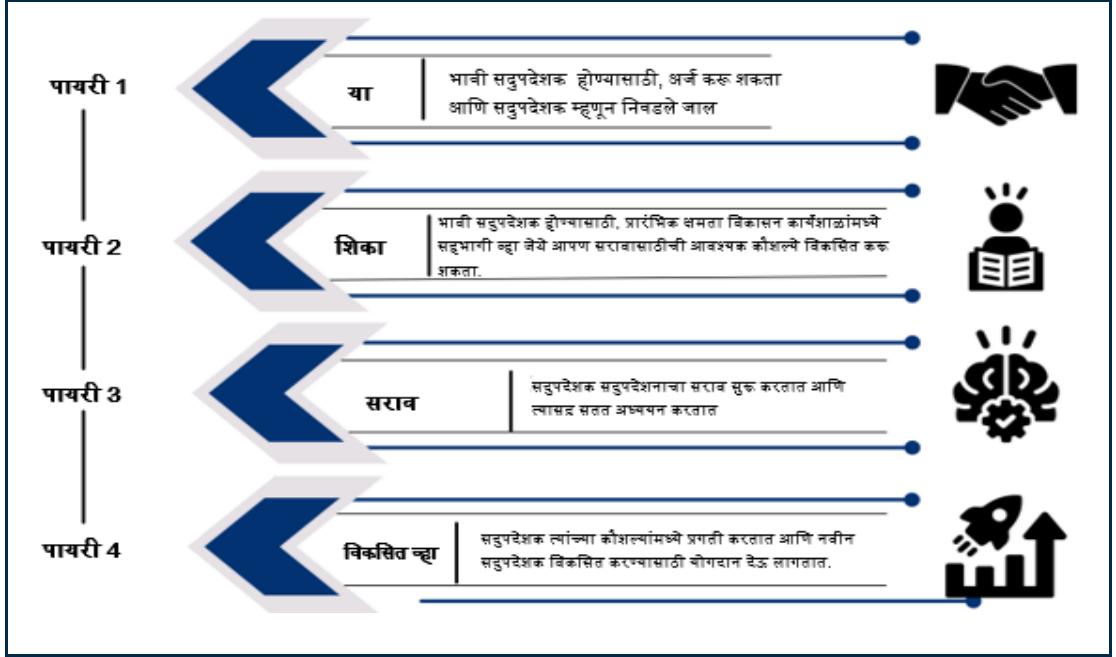 पायरी 1
या
भावी सदुपदेशक होण्यासाठी, अर्ज करू शकता
आणि सदुपदेशक म्हणून निवडले जाल
पायरी 2
शिका
भावी सदुपदेशक होण्यासाठी, प्रारंभिक क्षमता विकासन कार्यशाळांमध्ये
सहभागी व्हा जेथे आपण सरावासाठीची आवश्यक कौशल्ये विकसित करू
शकता.
पायरी 3
सराव
सदुपदेशक सदुपदेशनाचा सराव सुरू करतात आणि
त्यासह सतत अध्ययन करतात
पायरी 4
विकसित व्हा
सदुपदेशक त्यांच्या कौशल्यांमध्ये प्रगती करतात आणि नवीन
सदुपदेशक विकसित करण्यासाठी योगदान देऊ लागतात.